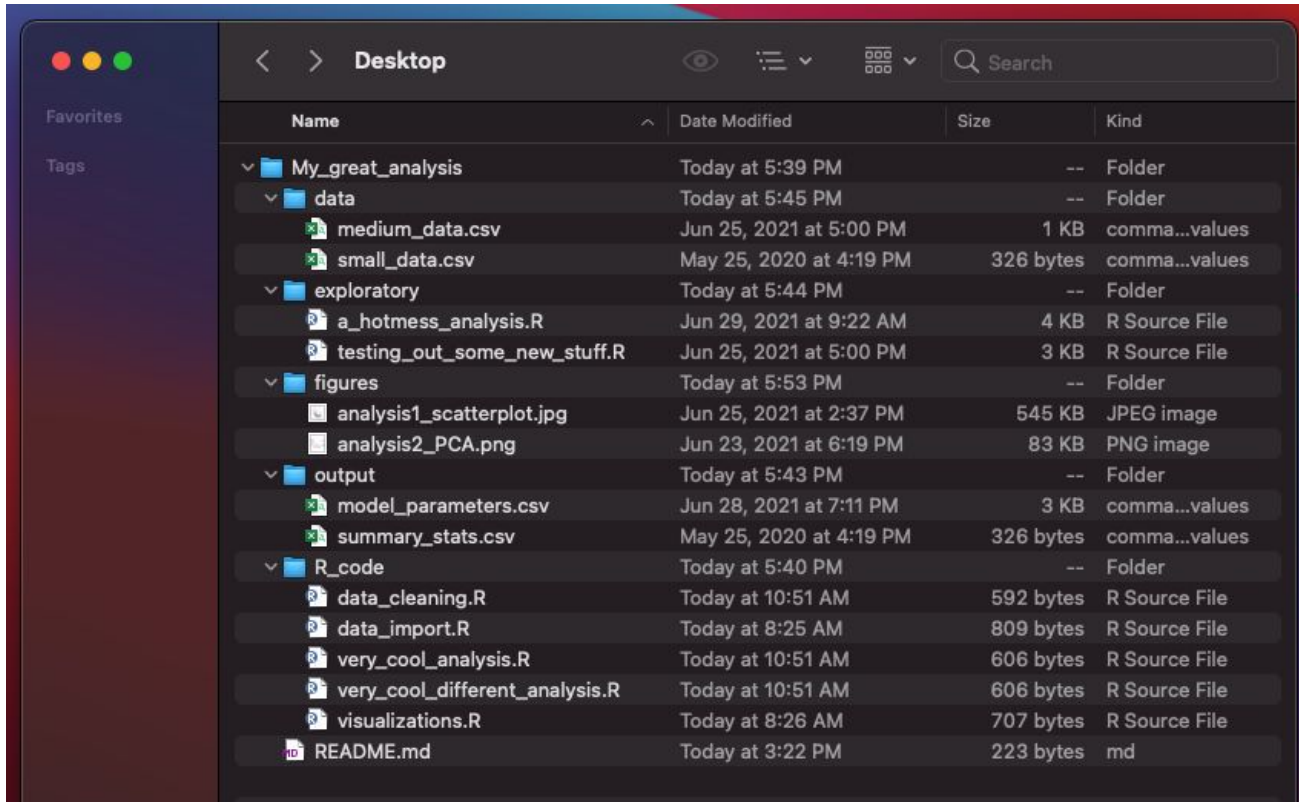 Desktop
Search
Favorites
Tags
Name Date Modified Size Kind
My_great_analysis Today at 5:39 PM -- Folder
data Today at 5:45 PM -- Folder
medium_data.csv Jun 25, 2021 at 5:00 PM 1 KB comma...values
small_data.csv May 25, 2020 at 4:19 PM 326 bytes comma...values
exploratory Today at 5:44 PM -- Folder
a_hotmess_analysis.R Jun 29, 2021 at 9:22 AM 4 KB R Source File
testing_out_some_new_stuff.R Jun 25, 2021 at 5:00 PM 3 KB R Source File
figures Today at 5:53 PM -- Folder
analysis1_scatterplot.jpg Jun 25, 2021 at 2:37 PM 545 KB JPEG image
analysis2_PCA.png Jun 23, 2021 at 6:19 PM 83 KB PNG image
output Today at 5:43 PM -- Folder
model_parameters.csv Jun 28, 2021 at 7:11 PM 3 KB comma...values
summary_stats.csv May 25, 2020 at 4:19 PM 326 bytes comma...values
R_code Today at 5:40 PM -- Folder
data_cleaning.R Today at 10:51 AM 592 bytes R Source File
data_import.R Today at 8:25 AM 809 bytes R Source File
very_cool_analysis.R Today at 10:51 AM 606 bytes R Source File
very_cool_different_analysis.R Today at 10:51 AM 606 bytes R Source File
visualizations.R Today at 8:26 AM 707 bytes R Source File
README.md Today at 3:22 PM 223 bytes md